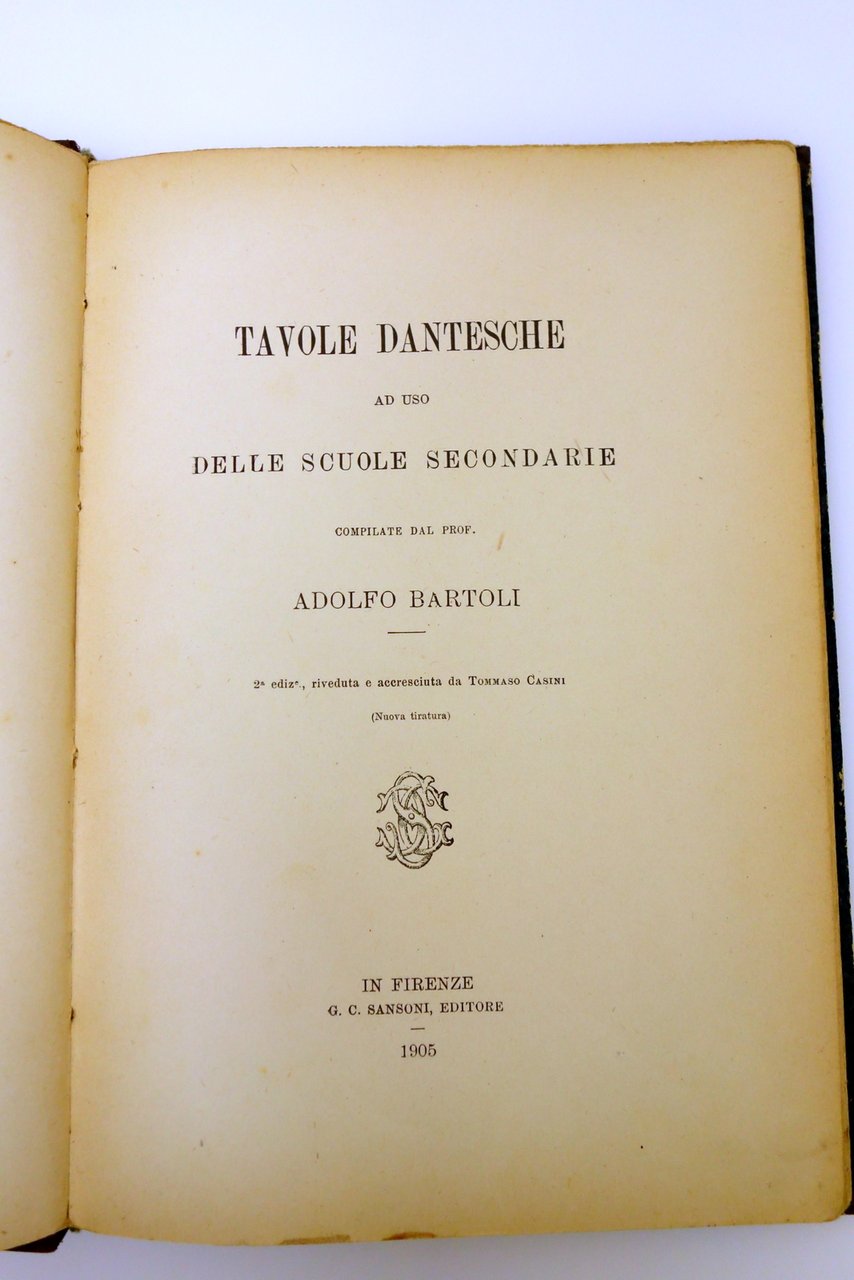 TAVOLE DANTESCHE
AD USO
DELLE SCUOLE SECONDARIE
COMPILATE DAL PROF.
ADOLFO BARTOLI
2ª edizᵉ., riveduta e accresciuta da TOMMASO CASINI
(Nuova tiratura)
IN FIRENZE
G. C. SANSONI, EDITORE
1905